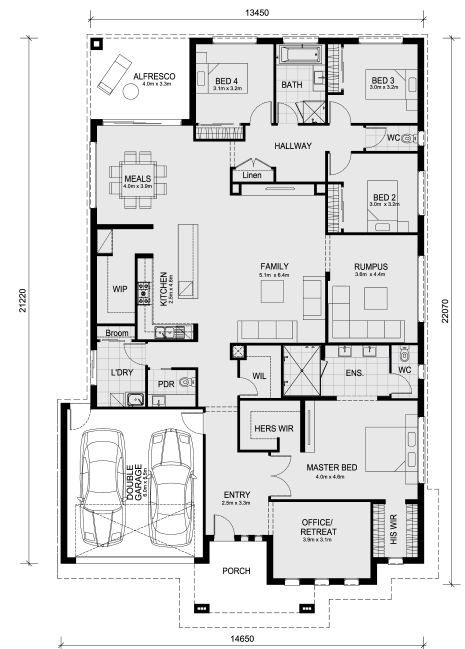 13450
ALFRESCO
4.0m x 3.3m
BED 4
3.1m x 3.2m
BATH
BED 3
3.0m x 3.2m
WC
HALLWAY
Linen
MEALS
4.0m x 3.9m
BED 2
3.0m x 3.2m
FAMILY
5.1m x 6.4m
RUMPUS
3.8m x 4.4m
KITCHEN
2.5m x 4.6m
WIP
21220
22070
Broom
L'DRY
PDR
WIL
ENS.
WC
HERS WIR
MASTER BED
4.0m x 4.6m
DOUBLE
GARAGE
6.0m x 5.5m
ENTRY
2.5m x 3.3m
OFFICE/
RETREAT
3.9m x 3.1m
HIS WIR
PORCH
14650